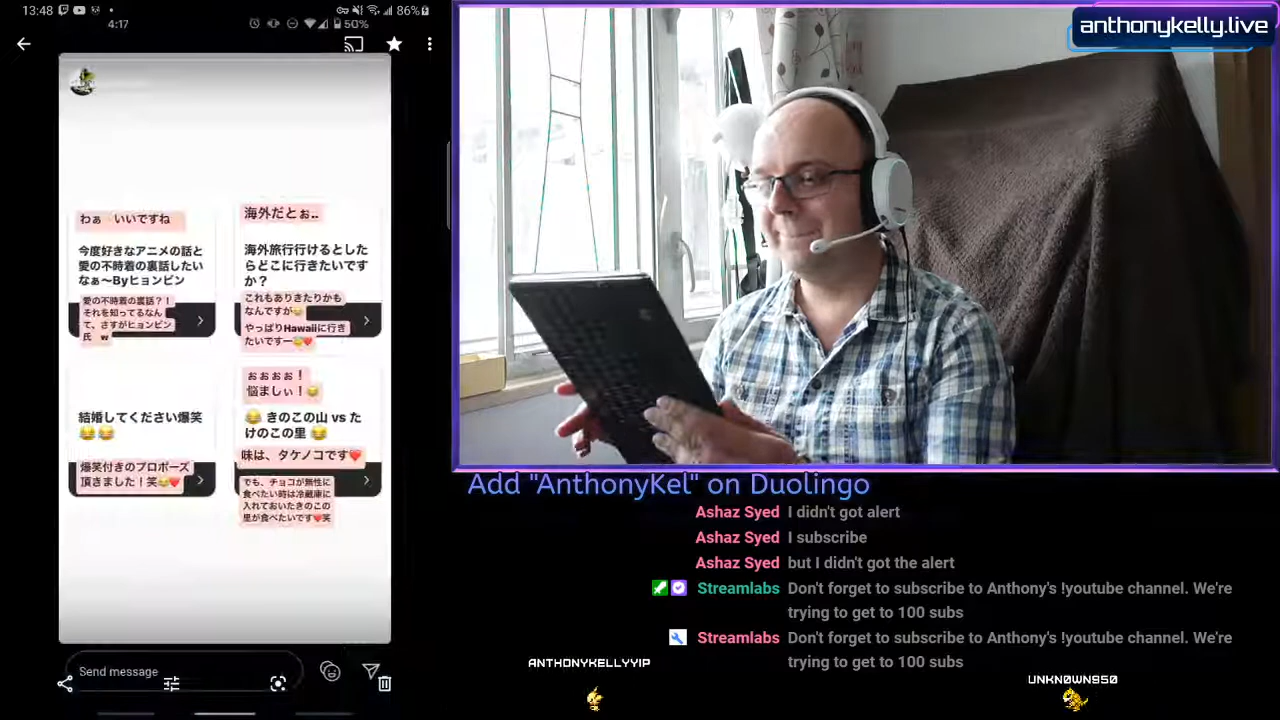 13:48
86%
4:17
50%
わぁ いいですね
今度好きなアニメの話と
愛の不時着の裏話したい
なぁ〜Byヒョンビン
愛の不時着の裏話?!
それを知ってるなん
て、さすがヒョンビン
氏 w
海外だとぉ..
海外旅行行けるとした
らどこに行きたいです
か?
これもありきたりかも
なんですが😂
やっぱりHawaiiに行き
たいですー😅❤️
結婚してください爆笑
😂😂
爆笑付きのプロポーズ
頂きました!笑😂❤️
ぉぉぉぉ!
悩ましぃ!😂
😂 きのこの山 vs た
けのこの里 😂
味は、タケノコです❤️
でも、チョコが無性に
食べたい時は冷蔵庫に
入れておいたきのこの
里が食べたいです❤️笑
Send message
anthonykelly.live
Add "AnthonyKel" on Duolingo
Ashaz Syed I didn't got alert
Ashaz Syed I subscribe
Ashaz Syed but I didn't got the alert
Streamlabs Don't forget to subscribe to Anthony's !youtube channel. We're
trying to get to 100 subs
Streamlabs Don't forget to subscribe to Anthony's !youtube channel. We're
trying to get to 100 subs
ANTHONYKELLYYIP
UNKN0WN950